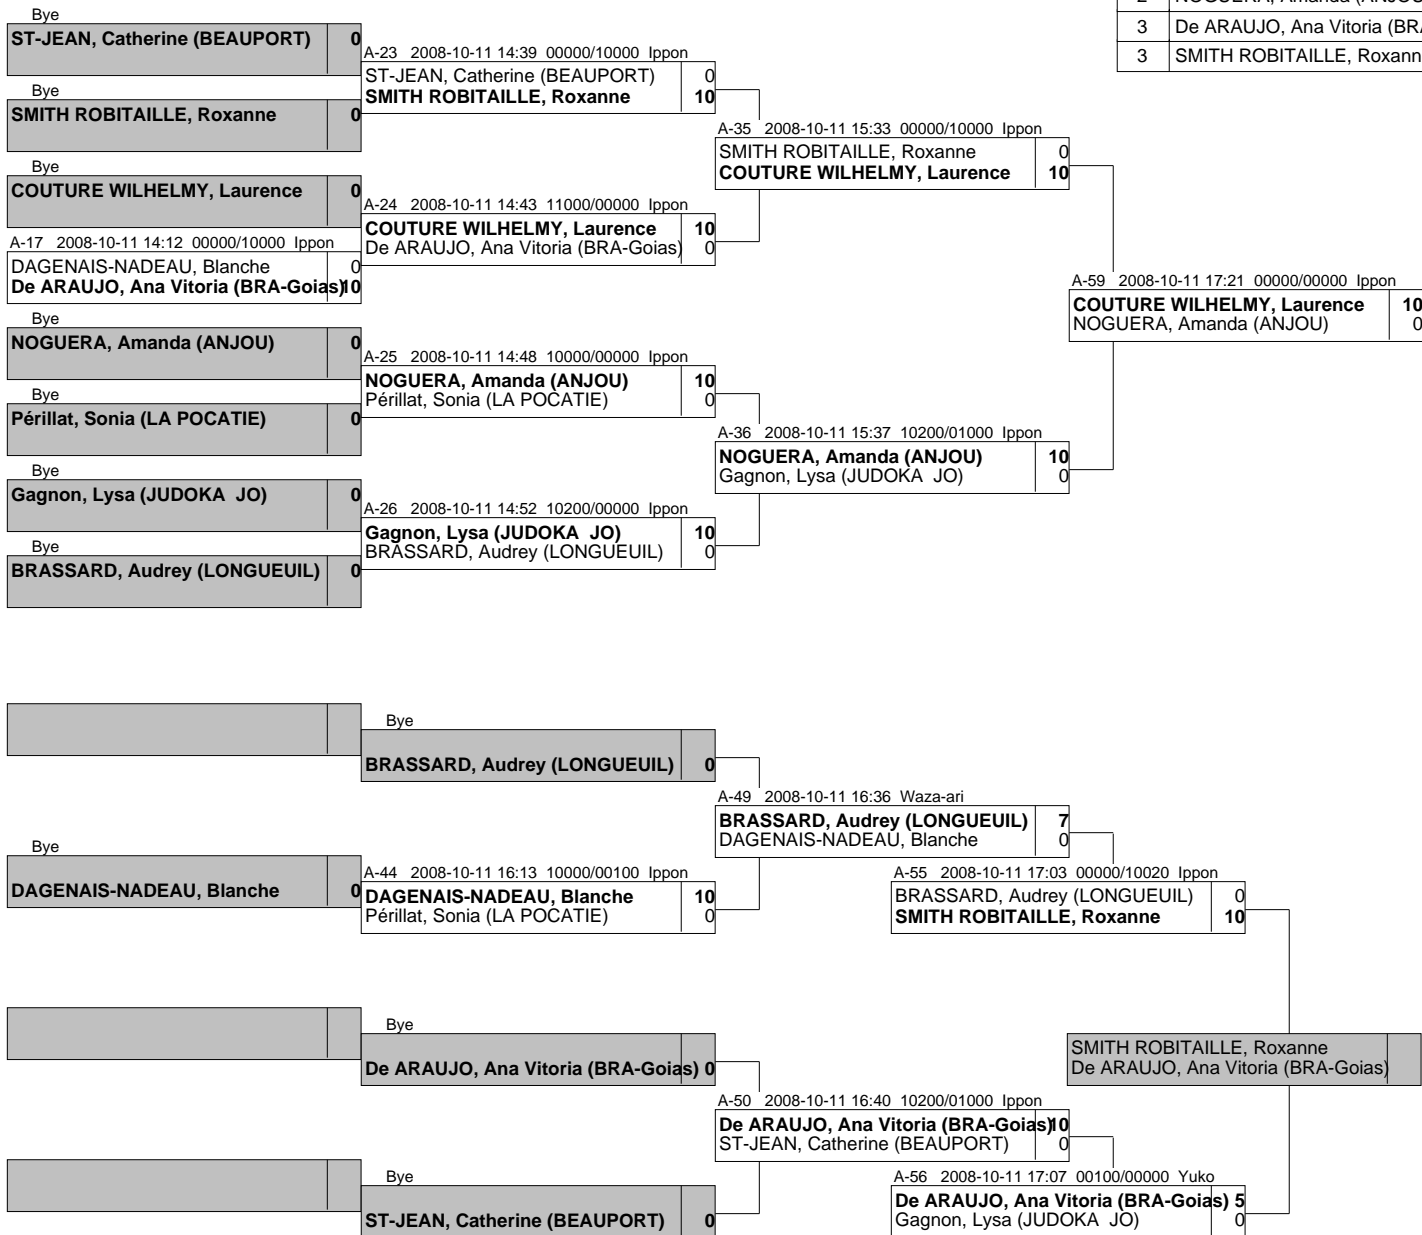 2 NOGUERA, Amanda (ANJOU
3 De ARAUJO, Ana Vitoria (BRA
3 SMITH ROBITAILLE, Roxann
Bye
ST-JEAN, Catherine (BEAUPORT) 0
A-23 2008-10-11 14:39 00000/10000 Ippon
ST-JEAN, Catherine (BEAUPORT) 0
SMITH ROBITAILLE, Roxanne 10
Bye
SMITH ROBITAILLE, Roxanne 0
A-35 2008-10-11 15:33 00000/10000 Ippon
SMITH ROBITAILLE, Roxanne 0
COUTURE WILHELMY, Laurence 10
Bye
COUTURE WILHELMY, Laurence 0
A-24 2008-10-11 14:43 11000/00000 Ippon
COUTURE WILHELMY, Laurence 10
De ARAUJO, Ana Vitoria (BRA-Goias) 0
A-17 2008-10-11 14:12 00000/10000 Ippon
DAGENAIS-NADEAU, Blanche 0
De ARAUJO, Ana Vitoria (BRA-Goias) 10
A-59 2008-10-11 17:21 00000/00000 Ippon
COUTURE WILHELMY, Laurence 10
NOGUERA, Amanda (ANJOU) 0
Bye
NOGUERA, Amanda (ANJOU) 0
A-25 2008-10-11 14:48 10000/00000 Ippon
NOGUERA, Amanda (ANJOU) 10
Périllat, Sonia (LA POCATIE) 0
Bye
Périllat, Sonia (LA POCATIE) 0
A-36 2008-10-11 15:37 10200/01000 Ippon
NOGUERA, Amanda (ANJOU) 10
Gagnon, Lysa (JUDOKA JO) 0
Bye
Gagnon, Lysa (JUDOKA JO) 0
A-26 2008-10-11 14:52 10200/00000 Ippon
Gagnon, Lysa (JUDOKA JO) 10
BRASSARD, Audrey (LONGUEUIL) 0
Bye
BRASSARD, Audrey (LONGUEUIL) 0
Bye
BRASSARD, Audrey (LONGUEUIL) 0
A-49 2008-10-11 16:36 Waza-ari
BRASSARD, Audrey (LONGUEUIL) 7
DAGENAIS-NADEAU, Blanche 0
Bye
DAGENAIS-NADEAU, Blanche 0
A-44 2008-10-11 16:13 10000/00100 Ippon
DAGENAIS-NADEAU, Blanche 10
Périllat, Sonia (LA POCATIE) 0
A-55 2008-10-11 17:03 00000/10020 Ippon
BRASSARD, Audrey (LONGUEUIL) 0
SMITH ROBITAILLE, Roxanne 10
Bye
De ARAUJO, Ana Vitoria (BRA-Goias) 0
SMITH ROBITAILLE, Roxanne
De ARAUJO, Ana Vitoria (BRA-Goias)
A-50 2008-10-11 16:40 10200/01000 Ippon
De ARAUJO, Ana Vitoria (BRA-Goias) 10
ST-JEAN, Catherine (BEAUPORT) 0
Bye
ST-JEAN, Catherine (BEAUPORT) 0
A-56 2008-10-11 17:07 00100/00000 Yuko
De ARAUJO, Ana Vitoria (BRA-Goias) 5
Gagnon, Lysa (JUDOKA JO) 0